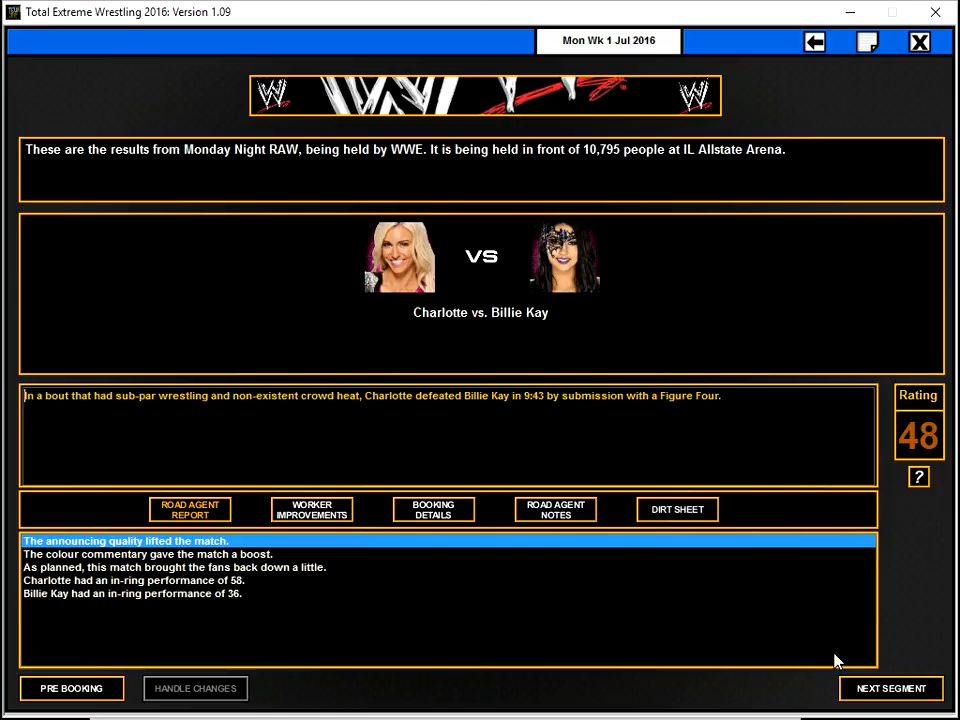 Total Extreme Wrestling 2016: Version 1.09
Mon Wk 1 Jul 2016
These are the results from Monday Night RAW, being held by WWE. It is being held in front of 10,795 people at IL Allstate Arena.
VS
Charlotte vs. Billie Kay
In a bout that had sub-par wrestling and non-existent crowd heat, Charlotte defeated Billie Kay in 9:43 by submission with a Figure Four.
Rating
48
?
ROAD AGENT REPORT
WORKER IMPROVEMENTS
BOOKING DETAILS
ROAD AGENT NOTES
DIRT SHEET
The announcing quality lifted the match.
The colour commentary gave the match a boost.
As planned, this match brought the fans back down a little.
Charlotte had an in-ring performance of 58.
Billie Kay had an in-ring performance of 36.
PRE BOOKING
HANDLE CHANGES
NEXT SEGMENT